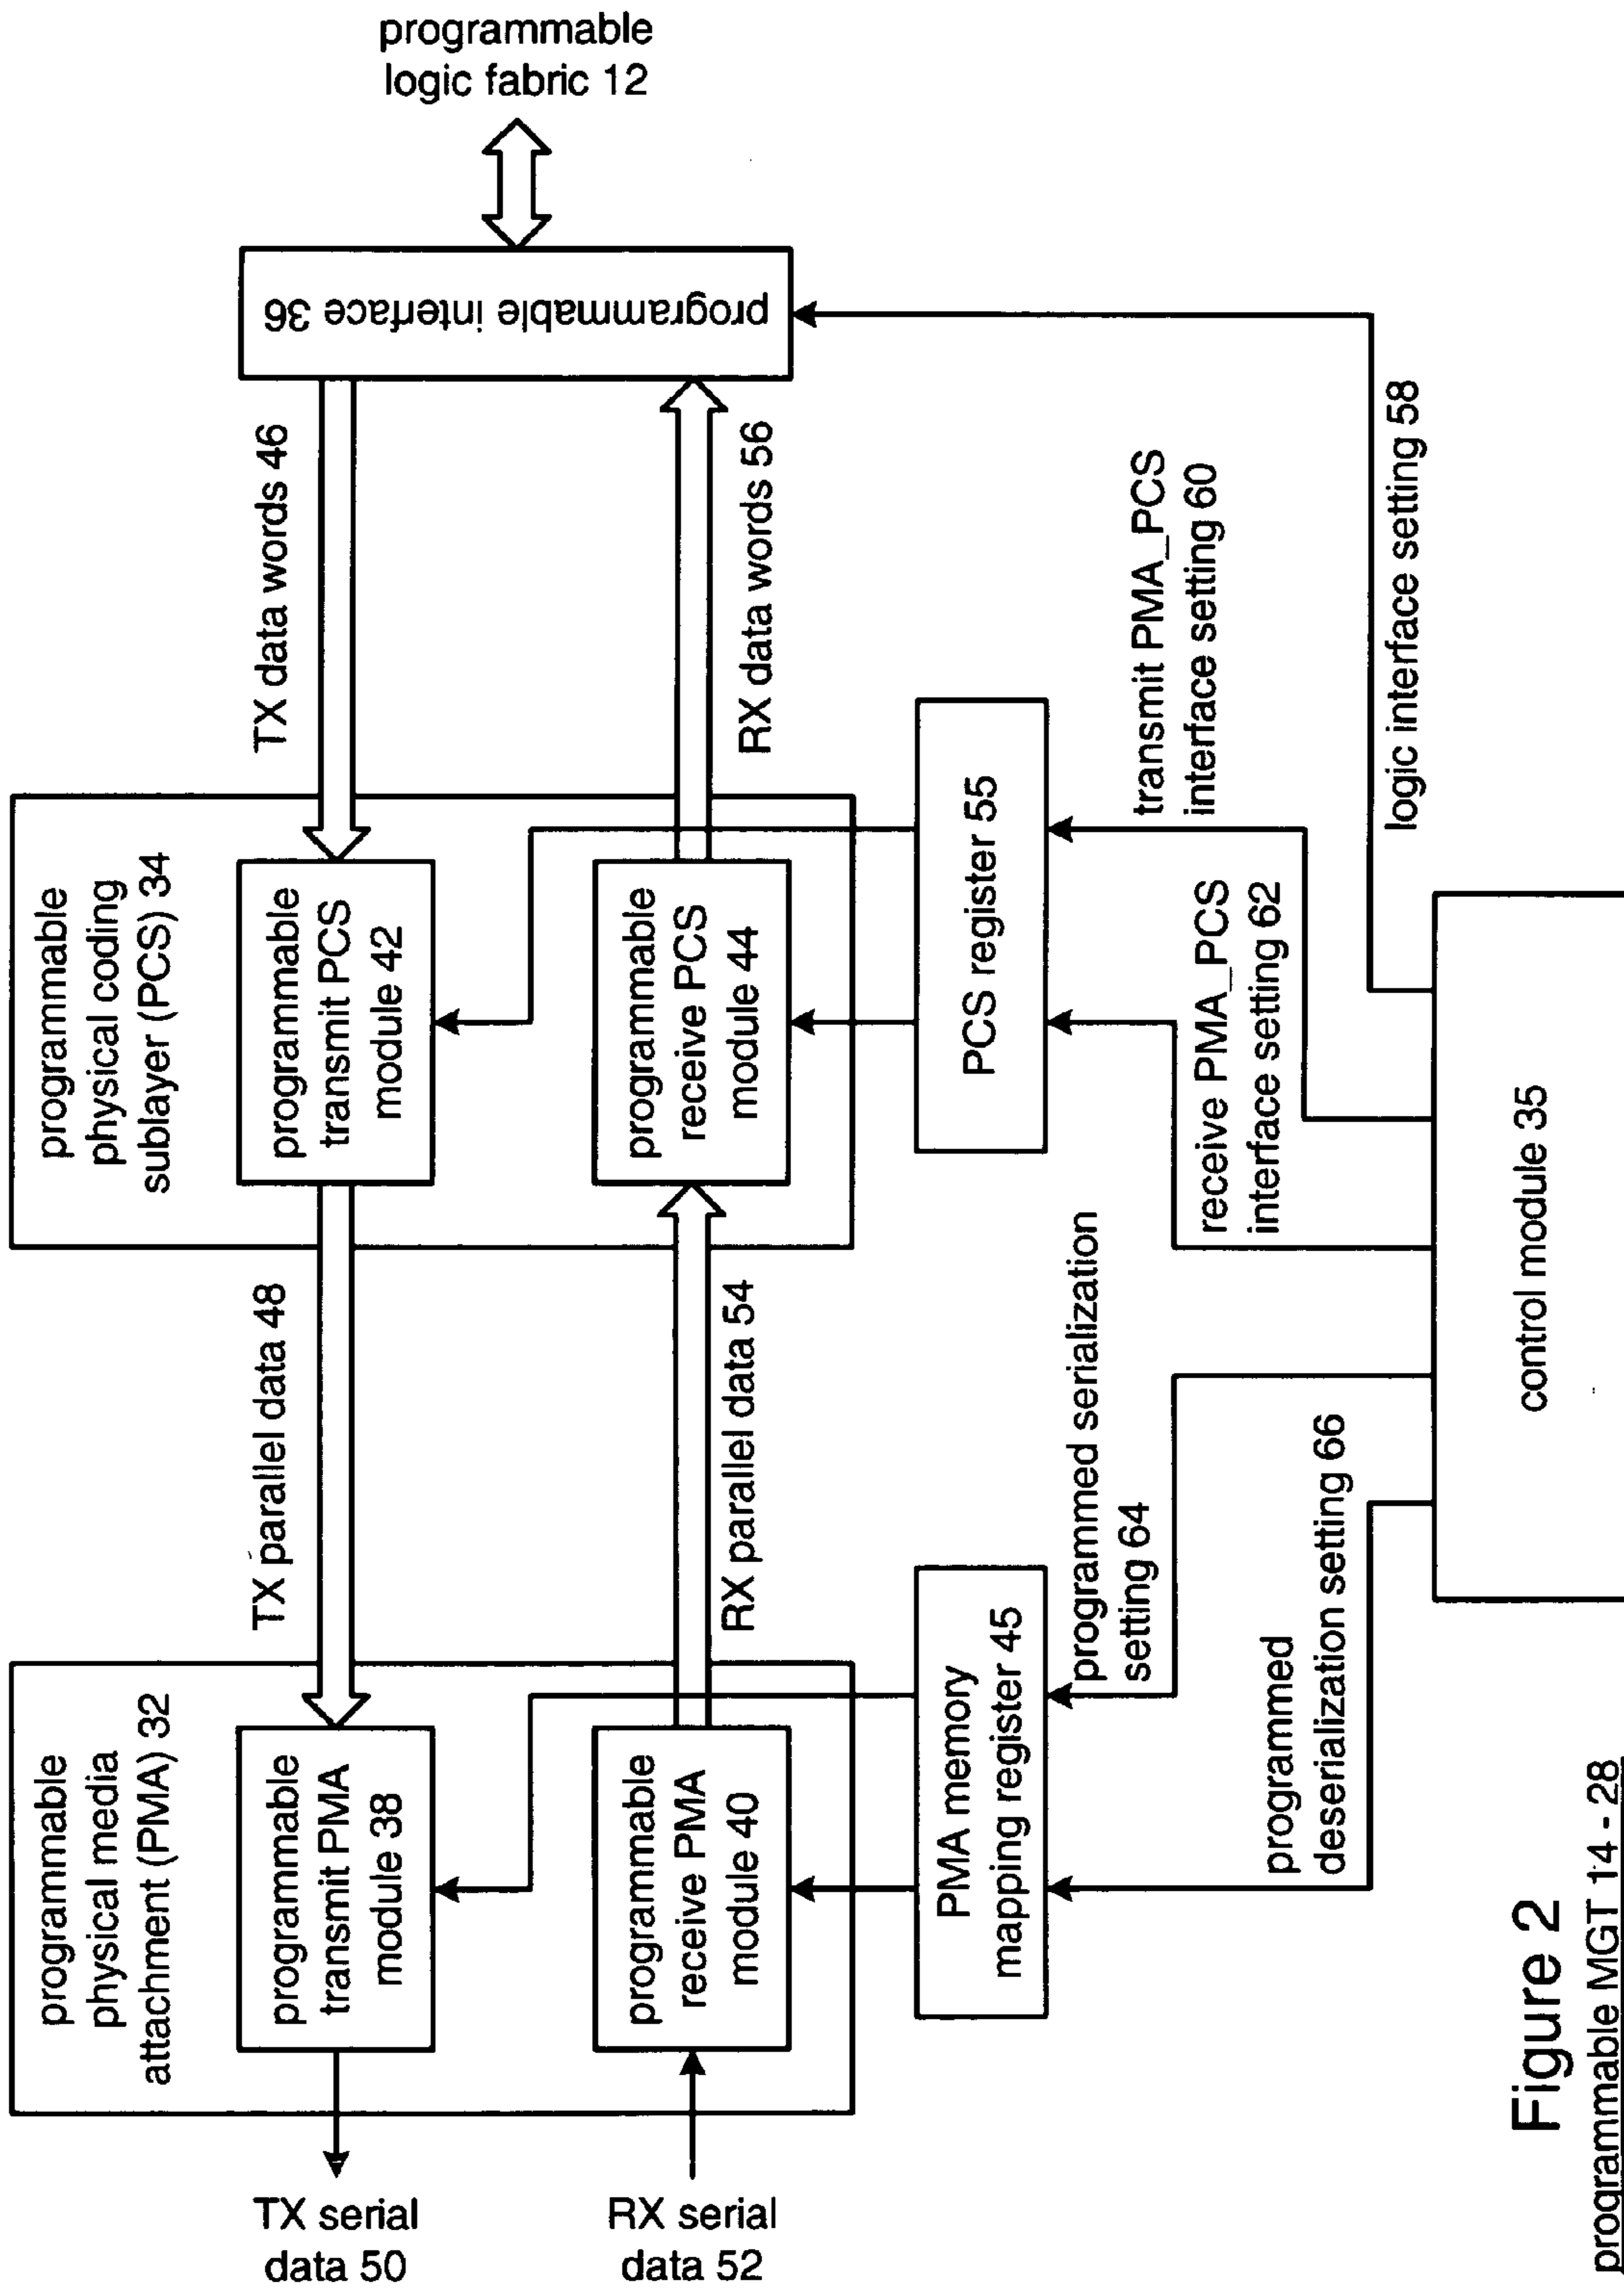 programmable
logic fabric 12
programmable interface 36
TX data words 46
RX data words 56
programmable
physical coding
sublayer (PCS) 34
programmable
transmit PCS
module 42
programmable
receive PCS
module 44
TX parallel data 48
RX parallel data 54
programmable
physical media
attachment (PMA) 32
programmable
transmit PMA
module 38
programmable
receive PMA
module 40
TX serial
data 50
RX serial
data 52
PCS register 55
PMA memory
mapping register 45
transmit PMA_PCS
interface setting 60
receive PMA_PCS
interface setting 62
logic interface setting 58
programmed serialization
setting 64
programmed
deserialization setting 66
control module 35
Figure 2
programmable MGT 14 - 28